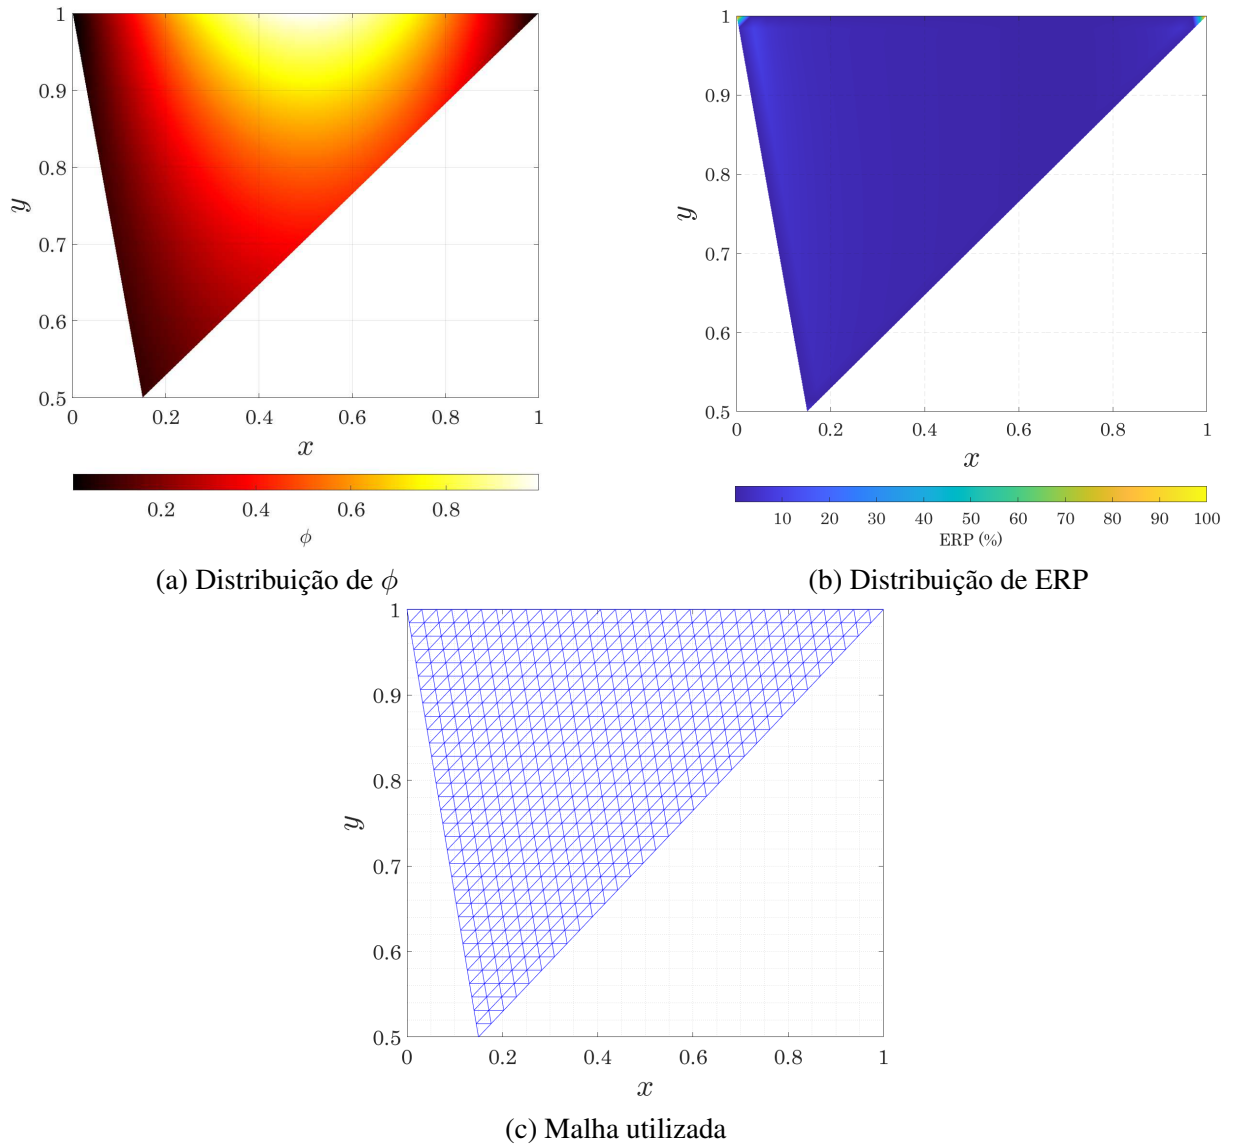 1
0.9
0.8
0.7
0.6
0.5
y
0 0.2 0.4 0.6 0.8 1
x
0.2 0.4 0.6 0.8
ϕ
(a) Distribuição de ϕ
1
0.9
0.8
0.7
0.6
0.5
y
0 0.2 0.4 0.6 0.8 1
x
10 20 30 40 50 60 70 80 90 100
ERP (%)
(b) Distribuição de ERP
1
0.9
0.8
0.7
0.6
0.5
y
0 0.2 0.4 0.6 0.8 1
x
(c) Malha utilizada